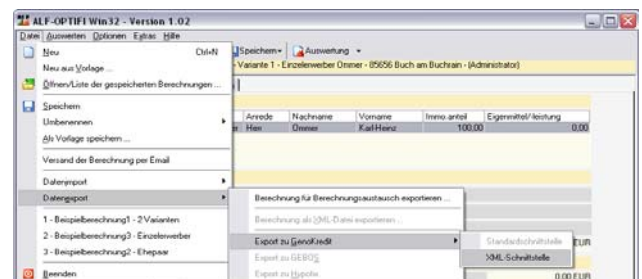 ALF-OPTIFI Win32 - Version 1.02
Datei Auswerten Optionen Extras Hilfe
Neu Ctrl+N
Speichern Auswertung
Neu aus Vorlage ...
- Variante 1 - Einzelerwerber Ommer - 85656 Buch am Buchrain - (Administrator)
Öffnen/Liste der gespeicherten Berechnungen ...
Speichern
Umbenennen
Anrede Nachname Vorname Immo.anteil Eigenmittel/-leistung
Herr Ommer Karl-Heinz 100,00 0,00
Als Vorlage speichern ...
Versand der Berechnung per Email
Datenimport
Datenexport
Berechnung für Berechnungsaustausch exportieren ...
1 - Beispielberechnung1 - 2 Varianten
Berechnung als XML-Datei exportieren ...
2 - Beispielberechnung3 - Einzelerwerber
Export zu GenoKredit
Standardschnittstelle
EUR
3 - Beispielberechnung2 - Ehepaar
Export zu GEBOS
XML-Schnittstelle
Beenden
Export zu Hypofix
0,00 EUR